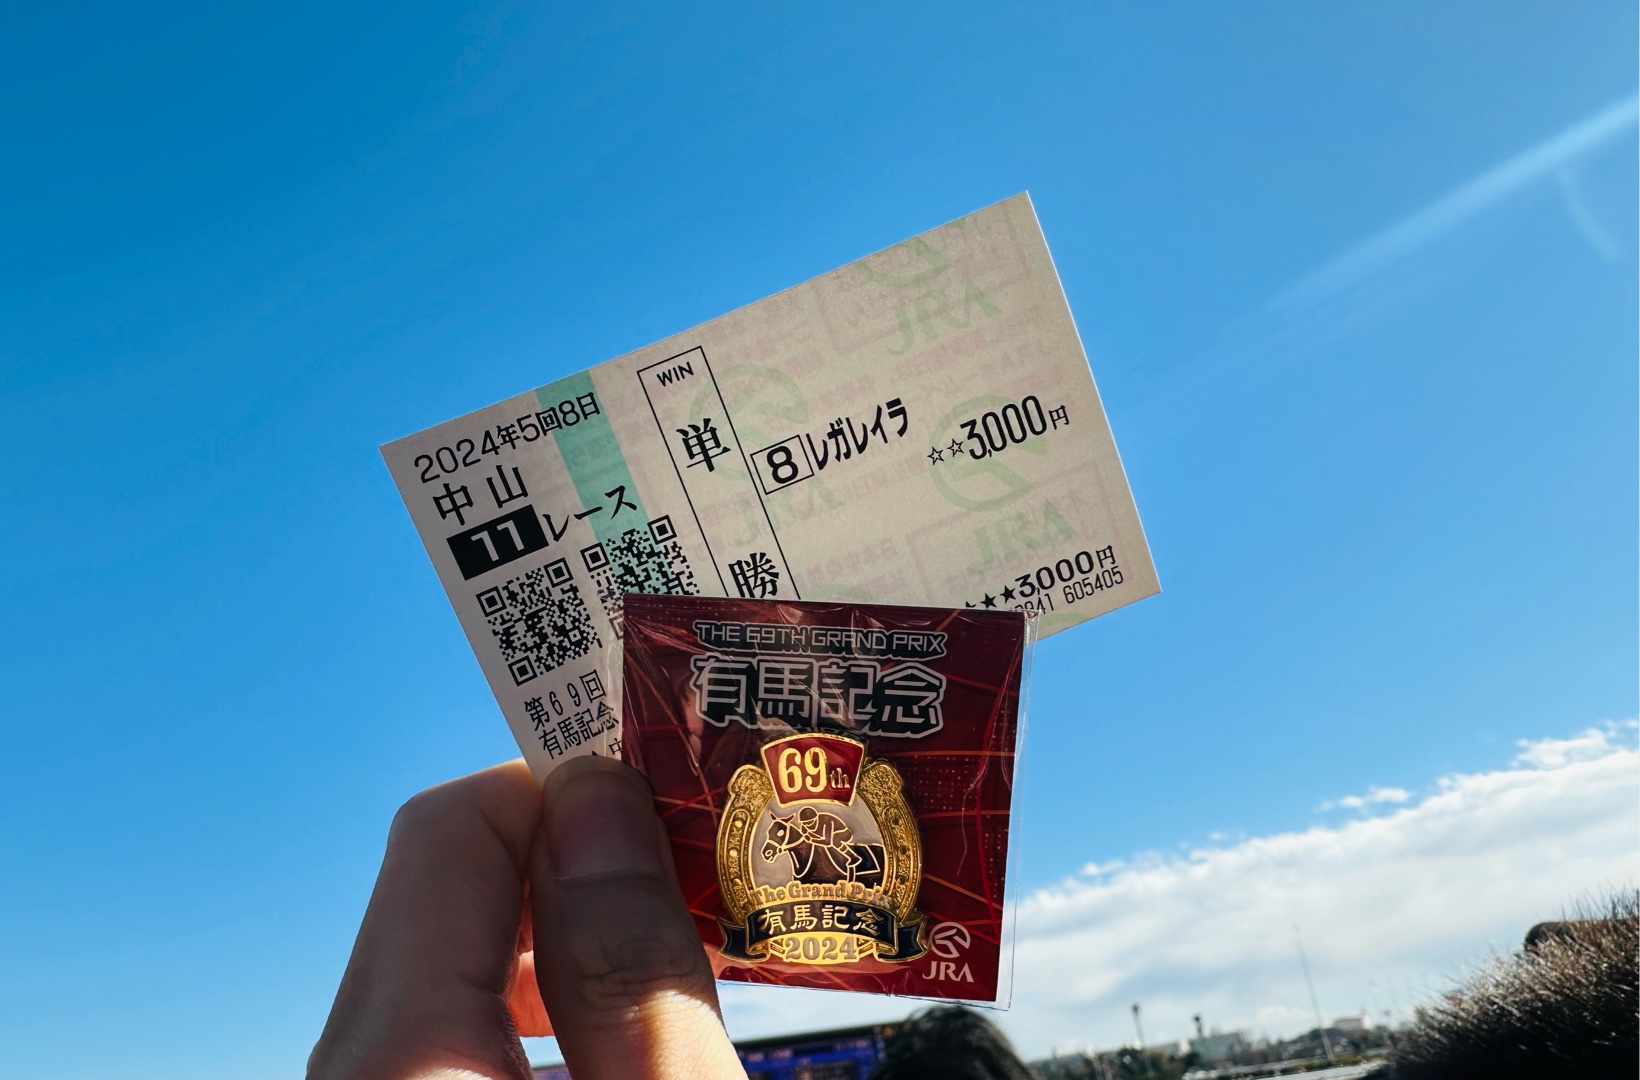 2024年5回8日
中山
11レース
第69回
有馬記念
WIN
単勝
8 レガレイラ ☆☆3,000円
★★★3,000円
605405
JRA
THE 69TH GRAND PRIX
有馬記念
69th
The Grand Prix
有馬記念
2024
JRA